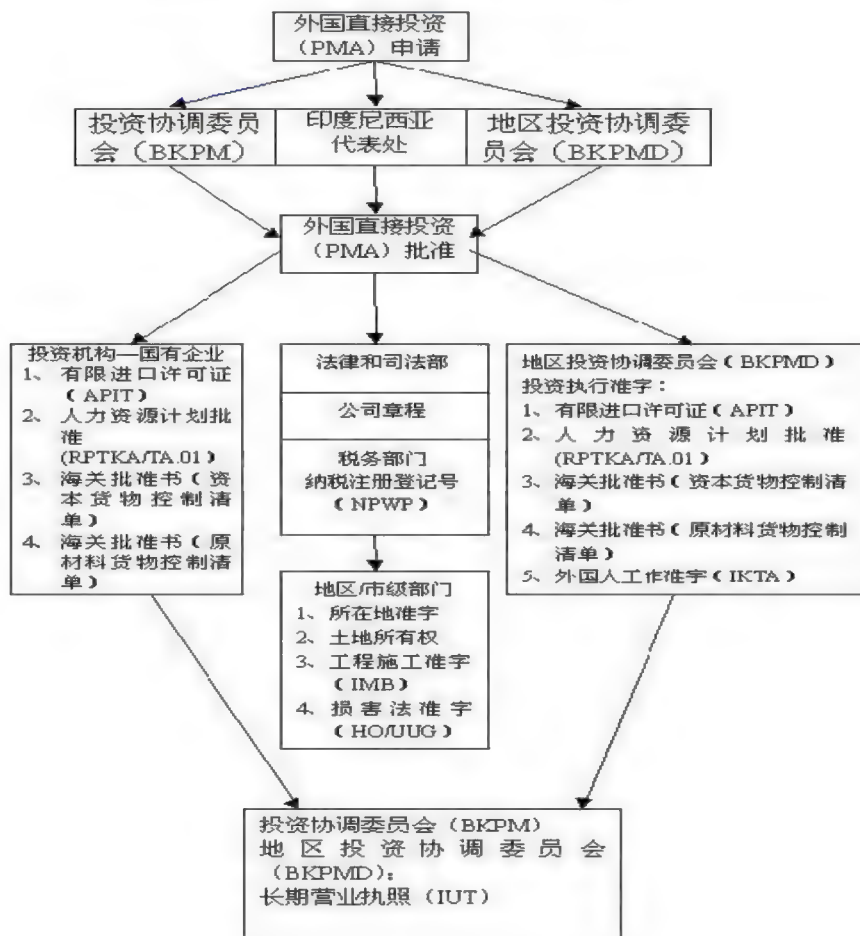 外国直接投资
（PMA）申请
投资协调委员
会（BKPM）
印度尼西亚
代表处
地区投资协调委
员会（BKPMD）
外国直接投资
（PMA）批准
投资机构—国有企业
1、有限进口许可证
（APIT）
2、人力资源计划批
准
(RPTKA/TA.01)
3、海关批准书（资
本货物控制清
单）
4、海关批准书（原
材料货物控制清
单）
法律和司法部
公司章程
税务部门
纳税注册登记号
（NPWP）
地区/市级部门
1、所在地准字
2、土地所有权
3、工程施工准字
（IMB）
4、损害法准字
（HO/UUG）
地区投资协调委员会（BKPMD）
投资执行准字：
1、有限进口许可证（APIT）
2、人力资源计划批准
(RPTKA/TA.01)
3、海关批准书（资本货物控制清
单）
4、海关批准书（原材料货物控制
清单）
5、外国人工作准字（IKTA）
投资协调委员会（BKPM）
地区投资协调委员会
（BKPMD）：
长期营业执照（IUT）